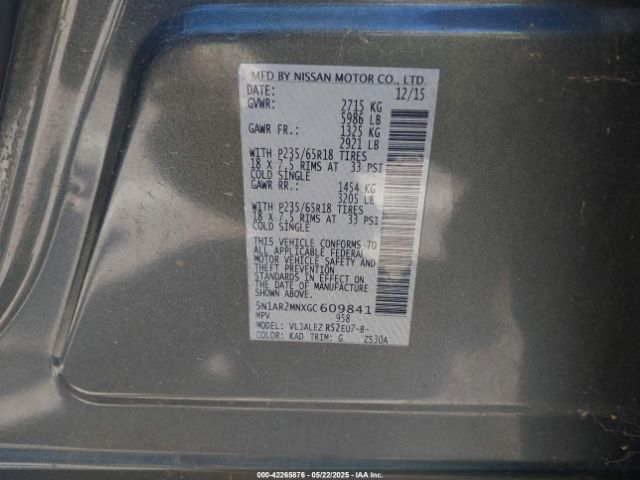 MFD BY NISSAN MOTOR CO., LTD.
DATE: 12/15
GVWR: 2715 KG
5986 LB
GAWR FR.: 1325 KG
2921 LB
WITH P235/65R18 TIRES
18 X 7.5 RIMS AT 33 PSI
COLD SINGLE
GAWR RR.: 1454 KG
3205 LB
WITH P235/65R18 TIRES
18 X 7.5 RIMS AT 33 PSI
COLD SINGLE
THIS VEHICLE CONFORMS TO
ALL APPLICABLE FEDERAL
MOTOR VEHICLE SAFETY AND
THEFT PREVENTION
STANDARDS IN EFFECT ON
THE DATE OF MANUFACTURE
SHOWN ABOVE.
5N1AR2MNXGC609841
MPV 958
MODEL: VLJALEZ R52EU7-B-
COLOR: KAD TRIM: G ZS30A
© 2000-42265876 - 05/22/2025 - IAA Inc.